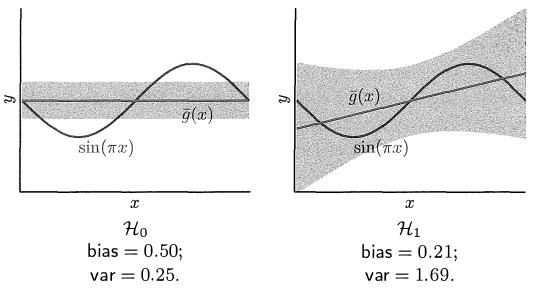 y
ḡ(x)
sin(πx)
x
H₀
bias = 0.50;
var = 0.25.
y
ḡ(x)
sin(πx)
x
H₁
bias = 0.21;
var = 1.69.